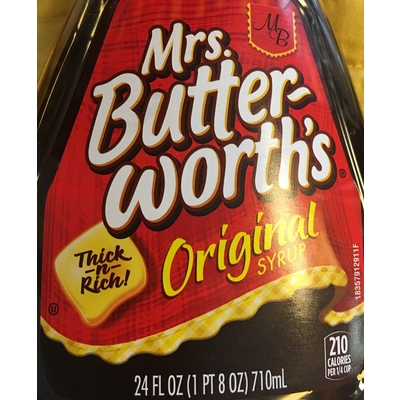 M
B
Mrs.
Butter-
worth's®
Thick
-n-
Rich!
Original
SYRUP
18357912911F
U
210
CALORIES
PER 1/4 CUP
24 FL OZ (1 PT 8 OZ) 710mL